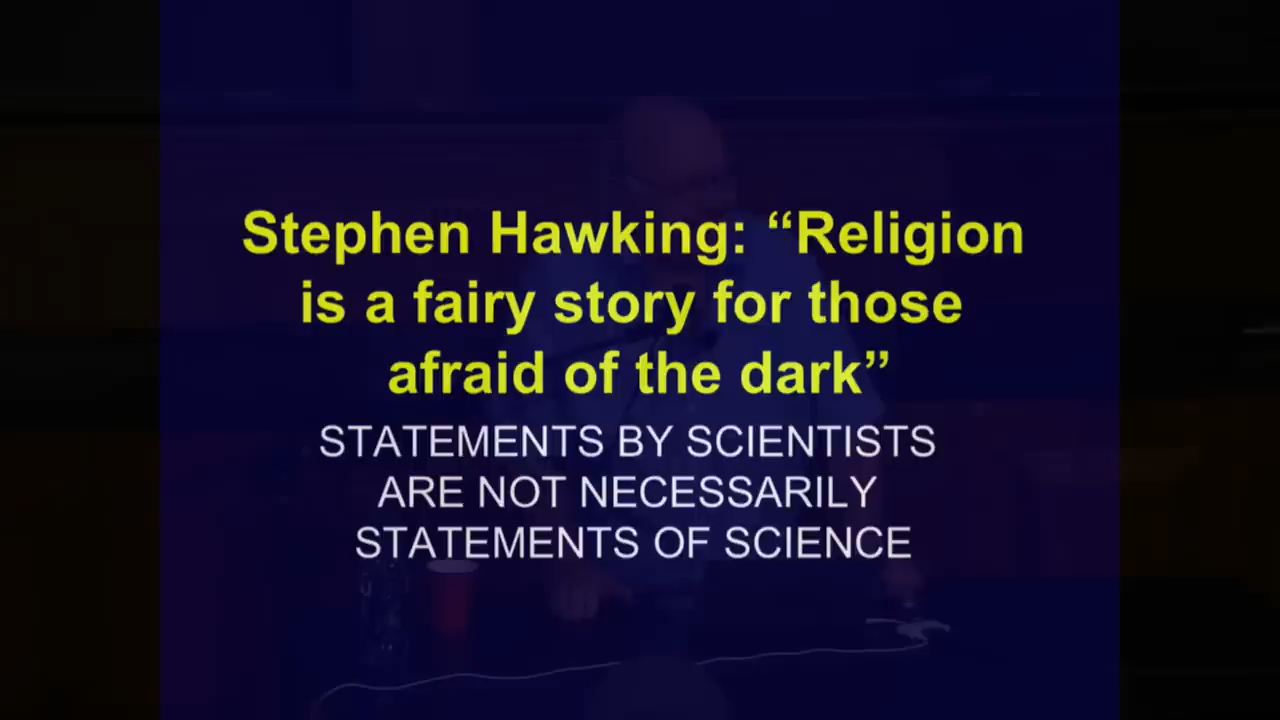 Stephen Hawking: “Religion
is a fairy story for those
afraid of the dark”
STATEMENTS BY SCIENTISTS
ARE NOT NECESSARILY
STATEMENTS OF SCIENCE